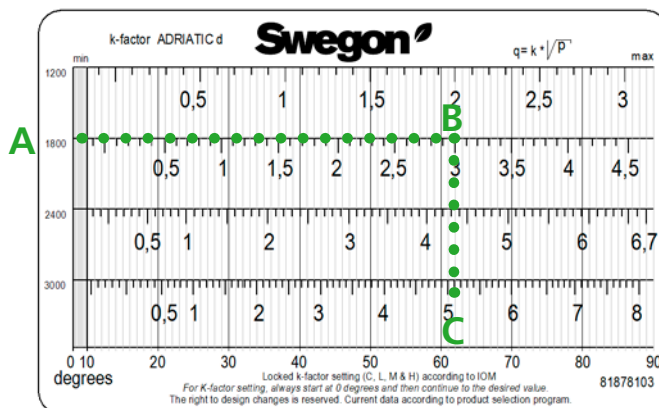 k-factor ADRIATIC d
Swegon
q= k *√p
min
max
1200
0,5 1 1,5 2 2,5 3
A
B
1800
0,5 1 1,5 2 2,5 3 3,5 4 4,5
2400
0,5 1 2 3 4 5 6 6,7
3000
0,5 1 2 3 4 5 6 7 8
C
0 10 20 30 40 50 60 70 80 90
degrees
Locked k-factor setting (C, L, M & H) according to IOM
For K-factor setting, always start at 0 degrees and then continue to the desired value.
The right to design changes is reserved. Current data according to product selection program.
81878103